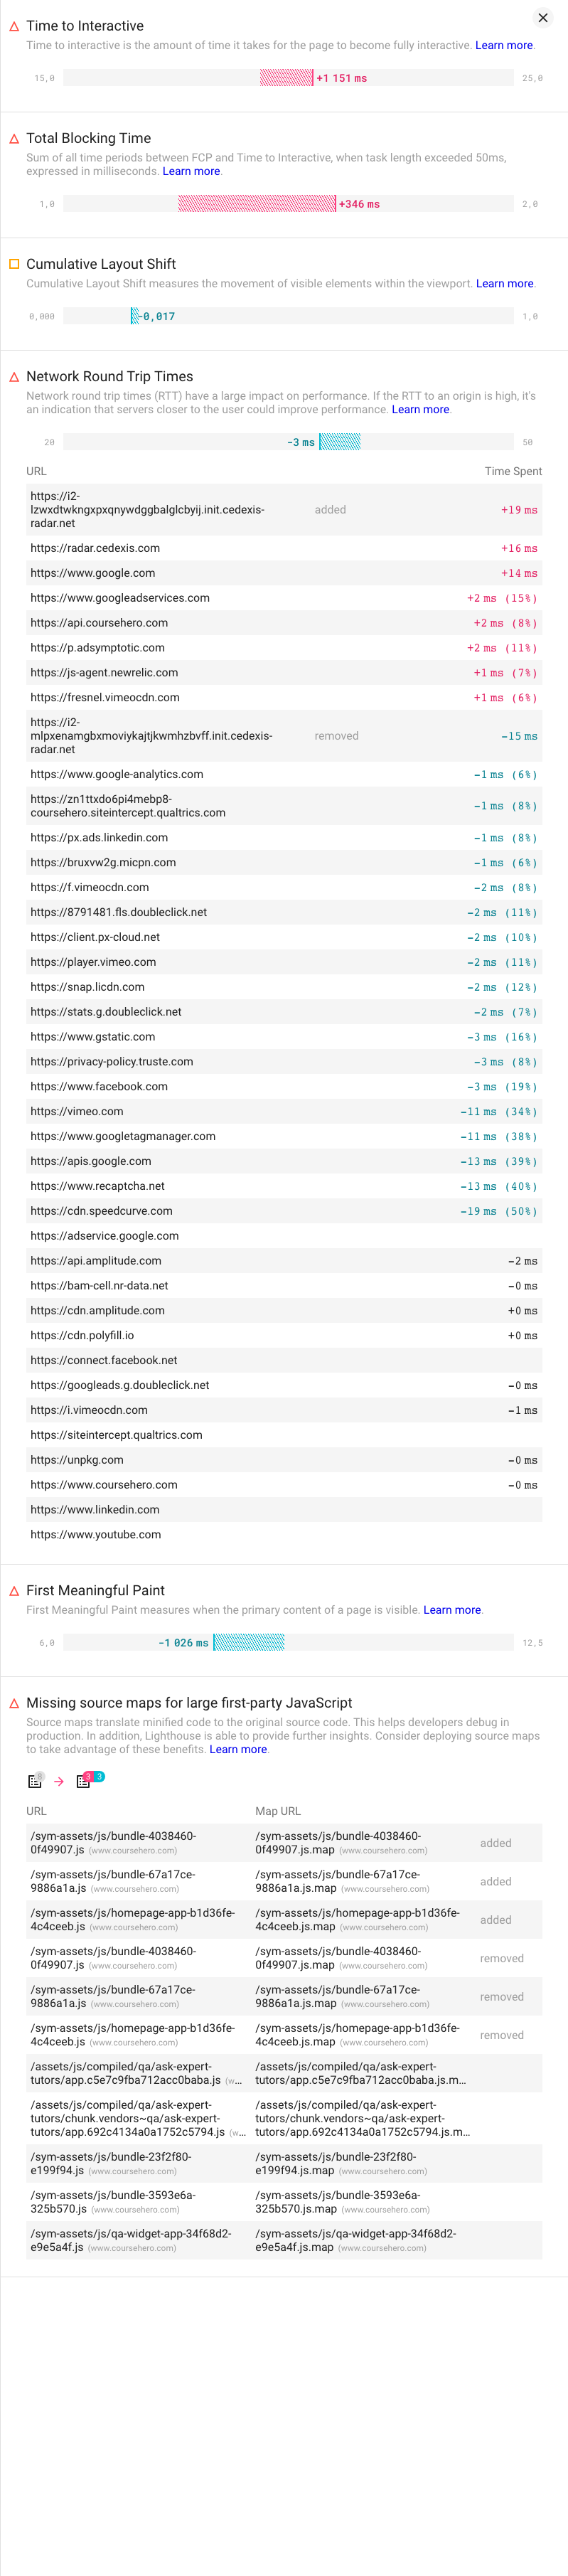 Time to Interactive
Time to interactive is the amount of time it takes for the page to become fully interactive. Learn more.
15,0 +1 151 ms 25,0
Total Blocking Time
Sum of all time periods between FCP and Time to Interactive, when task length exceeded 50ms,
expressed in milliseconds. Learn more.
1,0 +346 ms 2,0
Cumulative Layout Shift
Cumulative Layout Shift measures the movement of visible elements within the viewport. Learn more.
0,000 -0,017 1,0
Network Round Trip Times
Network round trip times (RTT) have a large impact on performance. If the RTT to an origin is high, it's
an indication that servers closer to the user could improve performance. Learn more.
20 -3 ms 50
URL Time Spent
https://i2-
lzwxdtwkngxpxqnywdggbalglcbyij.init.cedexis- added +19 ms
radar.net
https://radar.cedexis.com +16 ms
https://www.google.com +14 ms
https://www.googleadservices.com +2 ms (15%)
https://api.coursehero.com +2 ms (8%)
https://p.adsymptotic.com +2 ms (11%)
https://js-agent.newrelic.com +1 ms (7%)
https://fresnel.vimeocdn.com +1 ms (6%)
https://i2-
mlpxenamgbxmoviykajtjkwmhzbvff.init.cedexis- removed -15 ms
radar.net
https://www.google-analytics.com -1 ms (6%)
https://zn1ttxdo6pi4mebp8-
coursehero.siteintercept.qualtrics.com -1 ms (8%)
https://px.ads.linkedin.com -1 ms (8%)
https://bruxvw2g.micpn.com -1 ms (6%)
https://f.vimeocdn.com -2 ms (8%)
https://8791481.fls.doubleclick.net -2 ms (11%)
https://client.px-cloud.net -2 ms (10%)
https://player.vimeo.com -2 ms (11%)
https://snap.licdn.com -2 ms (12%)
https://stats.g.doubleclick.net -2 ms (7%)
https://www.gstatic.com -3 ms (16%)
https://privacy-policy.truste.com -3 ms (8%)
https://www.facebook.com -3 ms (19%)
https://vimeo.com -11 ms (34%)
https://www.googletagmanager.com -11 ms (38%)
https://apis.google.com -13 ms (39%)
https://www.recaptcha.net -13 ms (40%)
https://cdn.speedcurve.com -19 ms (50%)
https://adservice.google.com
https://api.amplitude.com -2 ms
https://bam-cell.nr-data.net -0 ms
https://cdn.amplitude.com +0 ms
https://cdn.polyfill.io +0 ms
https://connect.facebook.net
https://googleads.g.doubleclick.net -0 ms
https://i.vimeocdn.com -1 ms
https://siteintercept.qualtrics.com
https://unpkg.com -0 ms
https://www.coursehero.com -0 ms
https://www.linkedin.com
https://www.youtube.com
First Meaningful Paint
First Meaningful Paint measures when the primary content of a page is visible. Learn more.
6,0 -1 026 ms 12,5
Missing source maps for large first-party JavaScript
Source maps translate minified code to the original source code. This helps developers debug in
production. In addition, Lighthouse is able to provide further insights. Consider deploying source maps
to take advantage of these benefits. Learn more.
8 → 3 3
URL Map URL
/sym-assets/js/bundle-4038460- /sym-assets/js/bundle-4038460-
0f49907.js (www.coursehero.com) 0f49907.js.map (www.coursehero.com) added
/sym-assets/js/bundle-67a17ce- /sym-assets/js/bundle-67a17ce-
9886a1a.js (www.coursehero.com) 9886a1a.js.map (www.coursehero.com) added
/sym-assets/js/homepage-app-b1d36fe- /sym-assets/js/homepage-app-b1d36fe-
4c4ceeb.js (www.coursehero.com) 4c4ceeb.js.map (www.coursehero.com) added
/sym-assets/js/bundle-4038460- /sym-assets/js/bundle-4038460-
0f49907.js (www.coursehero.com) 0f49907.js.map (www.coursehero.com) removed
/sym-assets/js/bundle-67a17ce- /sym-assets/js/bundle-67a17ce-
9886a1a.js (www.coursehero.com) 9886a1a.js.map (www.coursehero.com) removed
/sym-assets/js/homepage-app-b1d36fe- /sym-assets/js/homepage-app-b1d36fe-
4c4ceeb.js (www.coursehero.com) 4c4ceeb.js.map (www.coursehero.com) removed
/assets/js/compiled/qa/ask-expert- /assets/js/compiled/qa/ask-expert-
tutors/app.c5e7c9fba712acc0baba.js (w… tutors/app.c5e7c9fba712acc0baba.js.m…
/assets/js/compiled/qa/ask-expert- /assets/js/compiled/qa/ask-expert-
tutors/chunk.vendors~qa/ask-expert- tutors/chunk.vendors~qa/ask-expert-
tutors/app.692c4134a0a1752c5794.js (w… tutors/app.692c4134a0a1752c5794.js.m…
/sym-assets/js/bundle-23f2f80- /sym-assets/js/bundle-23f2f80-
e199f94.js (www.coursehero.com) e199f94.js.map (www.coursehero.com)
/sym-assets/js/bundle-3593e6a- /sym-assets/js/bundle-3593e6a-
325b570.js (www.coursehero.com) 325b570.js.map (www.coursehero.com)
/sym-assets/js/qa-widget-app-34f68d2- /sym-assets/js/qa-widget-app-34f68d2-
e9e5a4f.js (www.coursehero.com) e9e5a4f.js.map (www.coursehero.com)